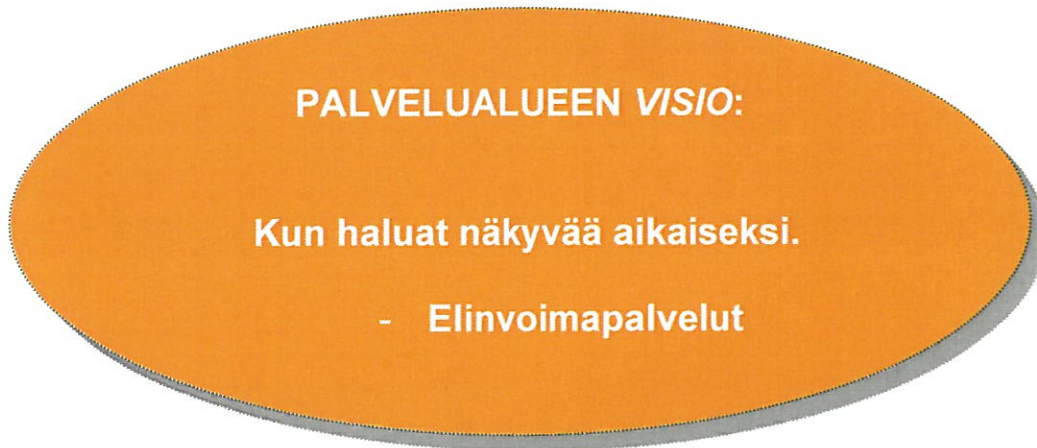 PALVELUALUEEN VISIO:
Kun haluat näkyvää aikaiseksi.
- Elinvoimapalvelut